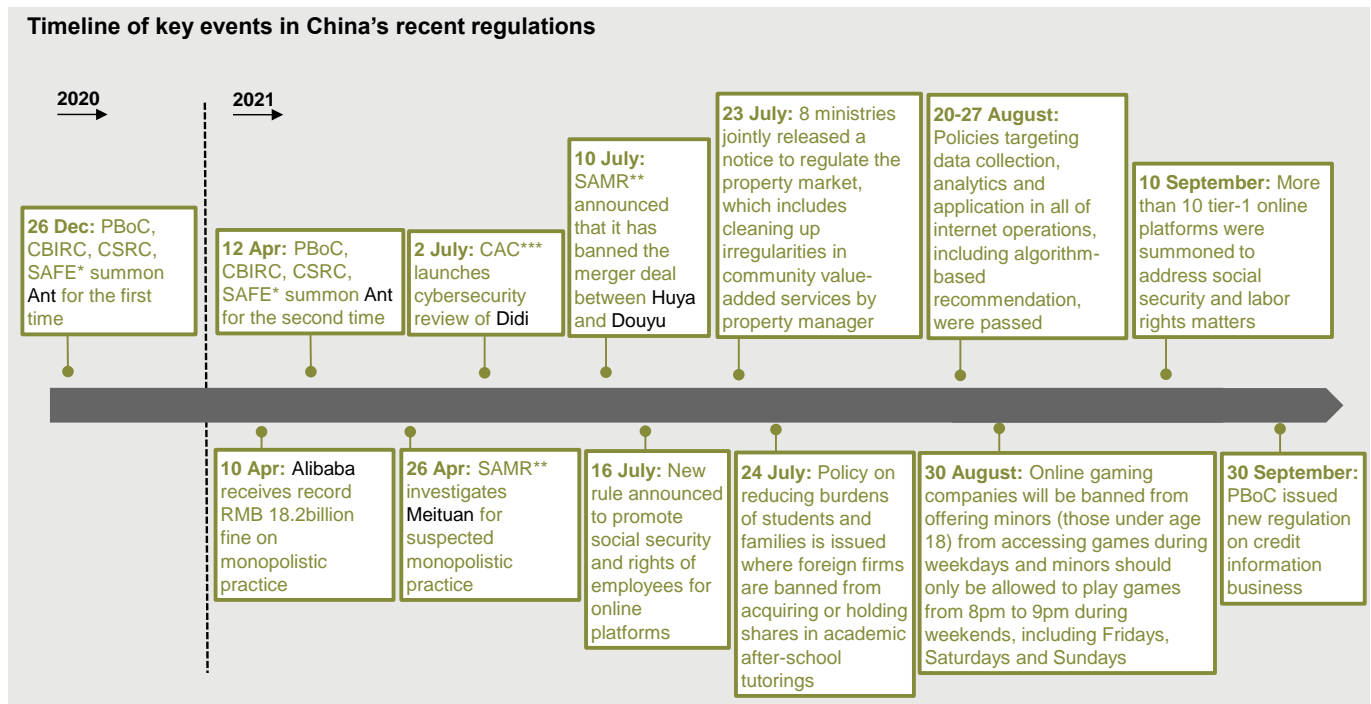 Timeline of key events in China's recent regulations
2020
2021
26 Dec: PBoC,
CBIRC, CSRC,
SAFE* summon
Ant for the first
time
12 Apr: PBoC,
CBIRC, CSRC,
SAFE* summon Ant
for the second time
2 July: CAC***
launches
cybersecurity
review of Didi
10 July:
SAMR**
announced
that it has
banned the
merger deal
between Huya
and Douyu
23 July: 8 ministries
jointly released a
notice to regulate the
property market,
which includes
cleaning up
irregularities in
community value-
added services by
property manager
20-27 August:
Policies targeting
data collection,
analytics and
application in all of
internet operations,
including algorithm-
based
recommendation,
were passed
10 September: More
than 10 tier-1 online
platforms were
summoned to
address social
security and labor
rights matters
10 Apr: Alibaba
receives record
RMB 18.2billion
fine on
monopolistic
practice
26 Apr: SAMR**
investigates
Meituan for
suspected
monopolistic
practice
16 July: New
rule announced
to promote
social security
and rights of
employees for
online
platforms
24 July: Policy on
reducing burdens
of students and
families is issued
where foreign firms
are banned from
acquiring or holding
shares in academic
after-school
tutorings
30 August: Online gaming
companies will be banned from
offering minors (those under age
18) from accessing games during
weekdays and minors should
only be allowed to play games
from 8pm to 9pm during
weekends, including Fridays,
Saturdays and Sundays
30 September:
PBoC issued
new regulation
on credit
information
business